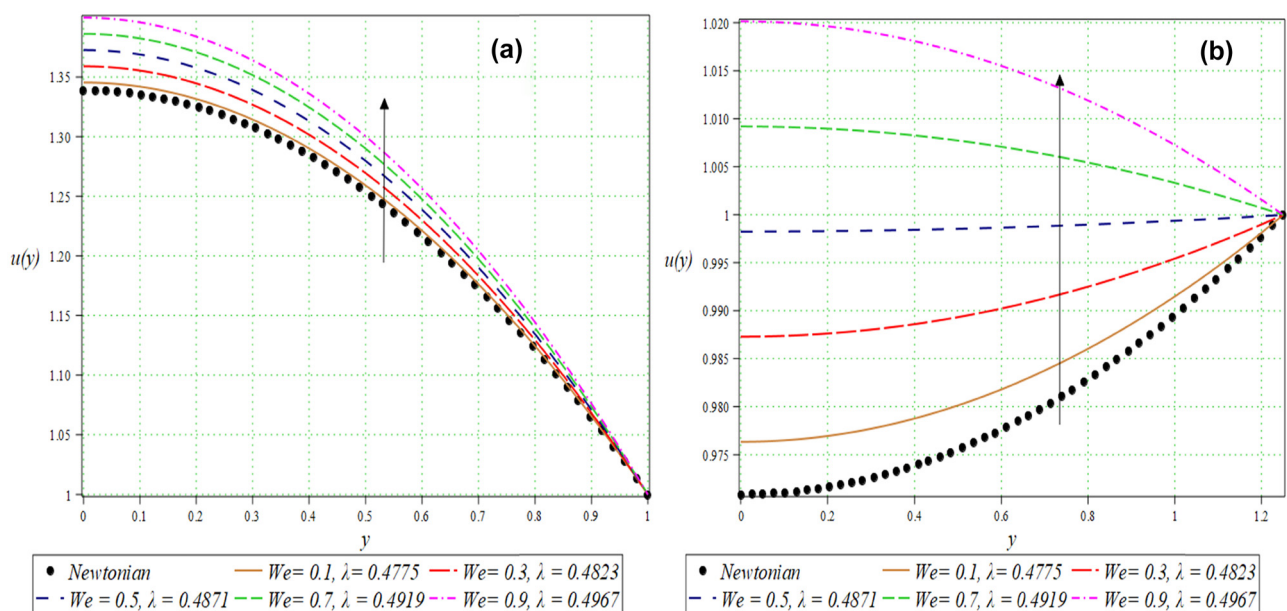 (a)
1.35
1.30
1.25
1.20
1.15
1.10
1.05
1
u(y)
0 0.1 0.2 0.3 0.4 0.5 0.6 0.7 0.8 0.9 1
y
Newtonian We= 0.1, λ= 0.4775 We= 0.3, λ= 0.4823
We = 0.5, λ = 0.4871 We= 0.7, λ = 0.4919 We= 0.9, λ = 0.4967
(b)
1.020
1.015
1.010
1.005
1
0.995
0.990
0.985
0.980
0.975
u(y)
0 0.2 0.4 0.6 0.8 1.0 1.2
y
Newtonian We= 0.1, λ= 0.4775 We= 0.3, λ= 0.4823
We = 0.5, λ = 0.4871 We= 0.7, λ = 0.4919 We= 0.9, λ = 0.4967